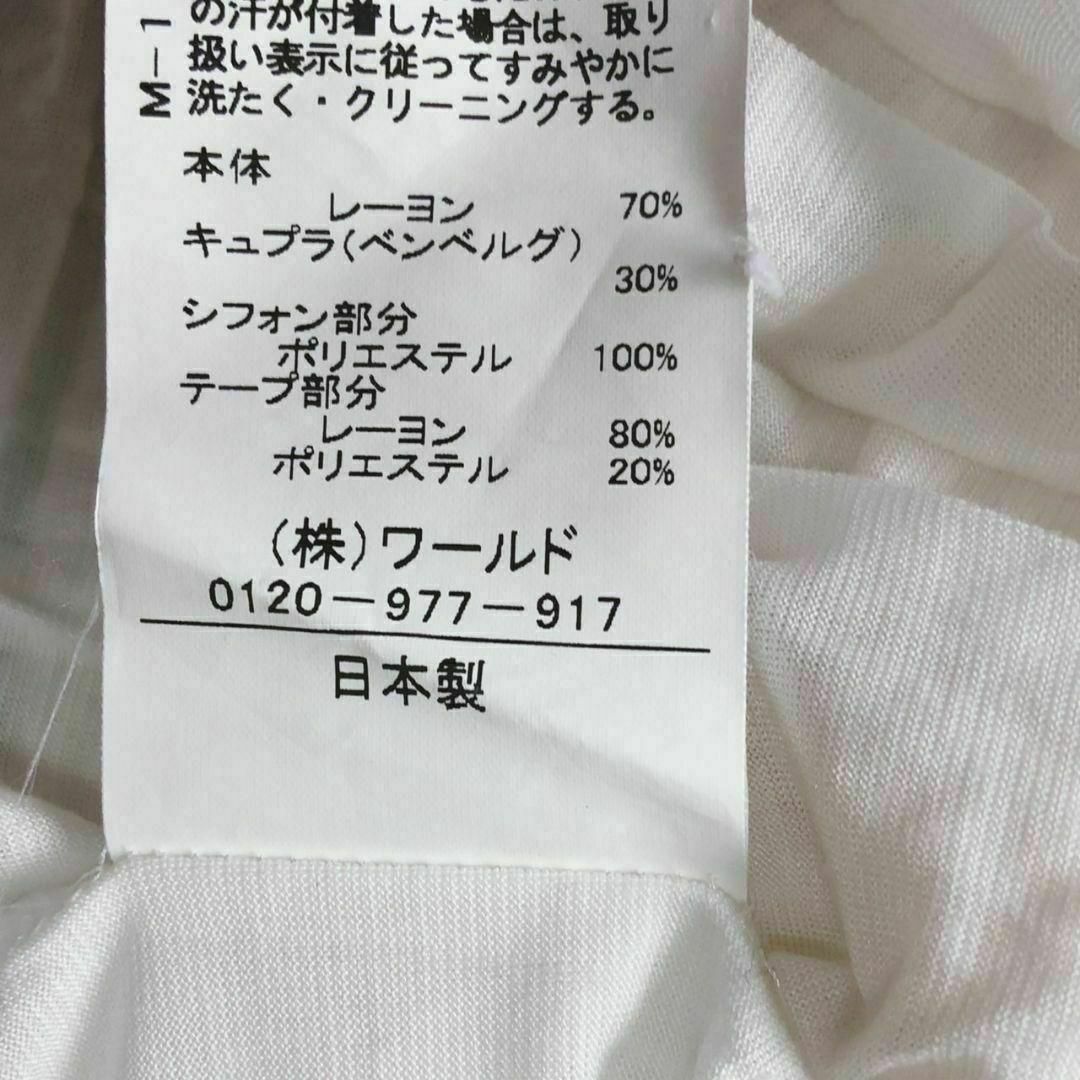 の汗が付着した場合は、取り
扱い表示に従ってすみやかに
洗たく・クリーニングする。
M-1
本体
レーヨン 70%
キュプラ(ベンベルグ)
30%
シフォン部分
ポリエステル 100%
テープ部分
レーヨン 80%
ポリエステル 20%
(株)ワールド
0120-977-917
日本製